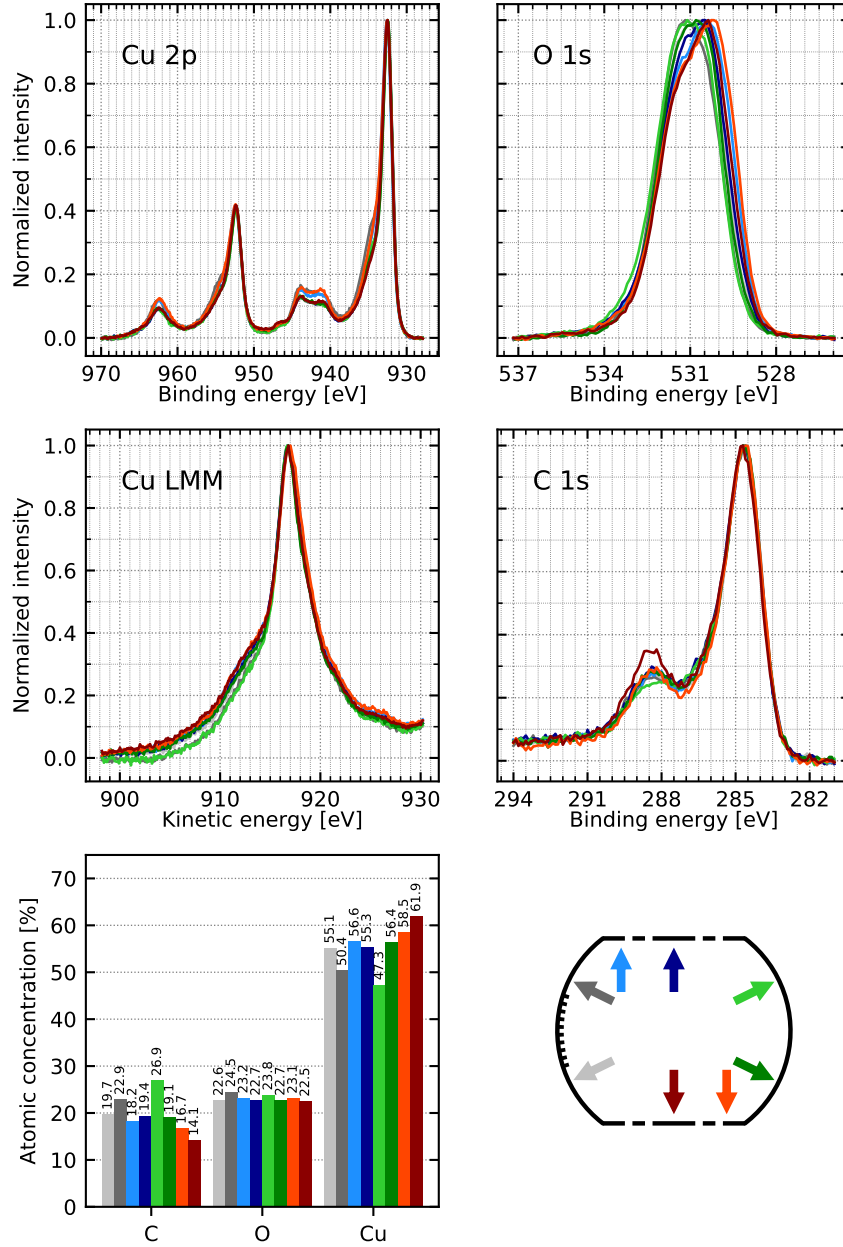 Cu 2p
Normalized intensity
1.0
0.8
0.6
0.4
0.2
0.0
970 960 950 940 930
Binding energy [eV]
O 1s
537 534 531 528
Binding energy [eV]
Cu LMM
Normalized intensity
1.0
0.8
0.6
0.4
0.2
0.0
900 910 920 930
Kinetic energy [eV]
C 1s
294 291 288 285 282
Binding energy [eV]
Atomic concentration [%]
70
60
50
40
30
20
10
0
19.7 22.9 18.2 19.4 26.9 19.1 16.7 14.1
22.6 24.5 23.2 22.7 23.8 22.7 23.1 22.5
55.1 50.4 56.6 55.3 47.3 56.4 58.5 61.9
C O Cu